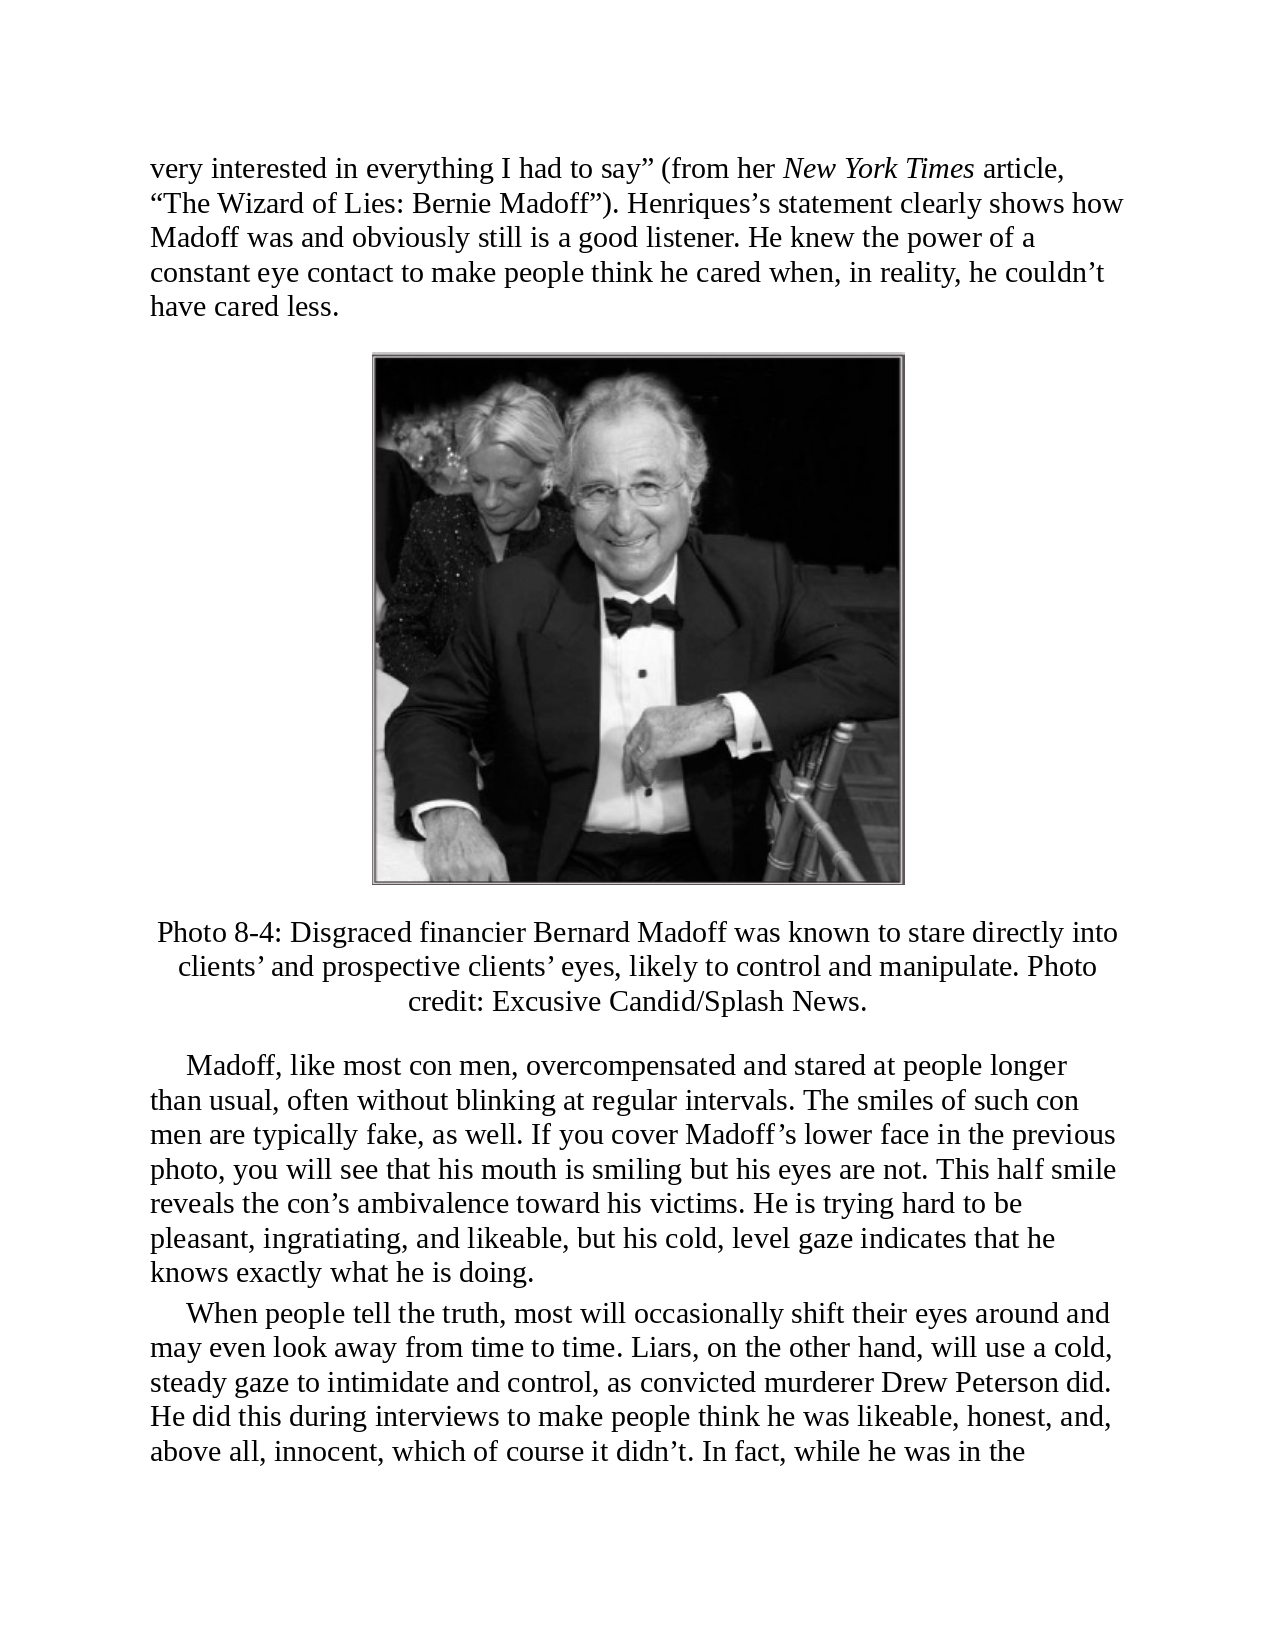 very interested in everything I had to say” (from her New York Times article,
“The Wizard of Lies: Bernie Madoff”). Henriques’s statement clearly shows how
Madoff was and obviously still is a good listener. He knew the power of a
constant eye contact to make people think he cared when, in reality, he couldn’t
have cared less.
Photo 8-4: Disgraced financier Bernard Madoff was known to stare directly into
clients’ and prospective clients’ eyes, likely to control and manipulate. Photo
credit: Excusive Candid/Splash News.
Madoff, like most con men, overcompensated and stared at people longer
than usual, often without blinking at regular intervals. The smiles of such con
men are typically fake, as well. If you cover Madoff’s lower face in the previous
photo, you will see that his mouth is smiling but his eyes are not. This half smile
reveals the con’s ambivalence toward his victims. He is trying hard to be
pleasant, ingratiating, and likeable, but his cold, level gaze indicates that he
knows exactly what he is doing.
When people tell the truth, most will occasionally shift their eyes around and
may even look away from time to time. Liars, on the other hand, will use a cold,
steady gaze to intimidate and control, as convicted murderer Drew Peterson did.
He did this during interviews to make people think he was likeable, honest, and,
above all, innocent, which of course it didn’t. In fact, while he was in the